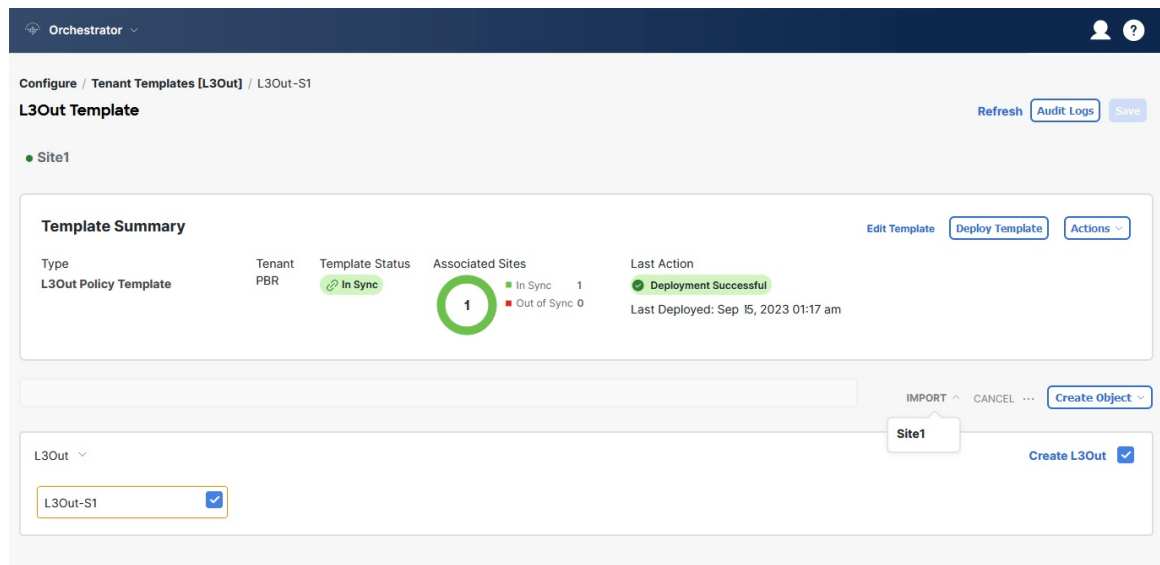 Orchestrator
?
Configure / Tenant Templates [L3Out] / L3Out-S1
L3Out Template
Refresh Audit Logs Save
Site1
Template Summary
Edit Template Deploy Template Actions
Type Tenant Template Status Associated Sites Last Action
L3Out Policy Template PBR In Sync 1 In Sync 1 Deployment Successful
Out of Sync 0 Last Deployed: Sep 15, 2023 01:17 am
IMPORT CANCEL ... Create Object
Site1
L3Out Create L3Out
L3Out-S1